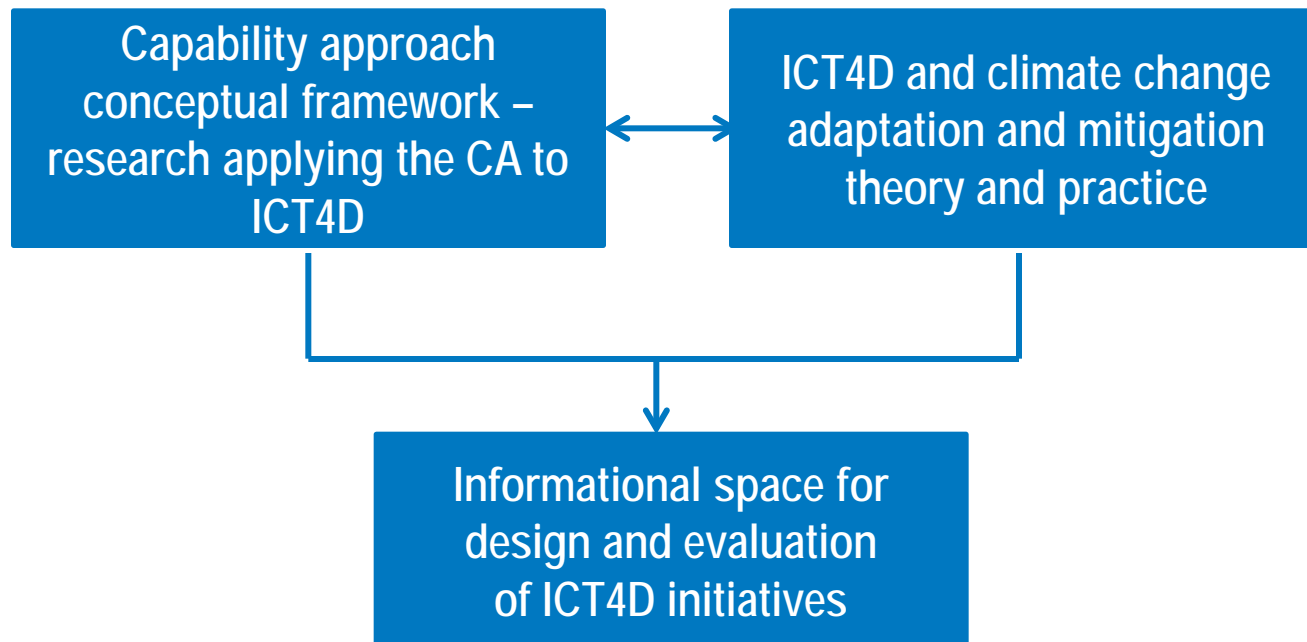 Capability approach
conceptual framework –
research applying the CA to
ICT4D
ICT4D and climate change
adaptation and mitigation
theory and practice
Informational space for
design and evaluation
of ICT4D initiatives